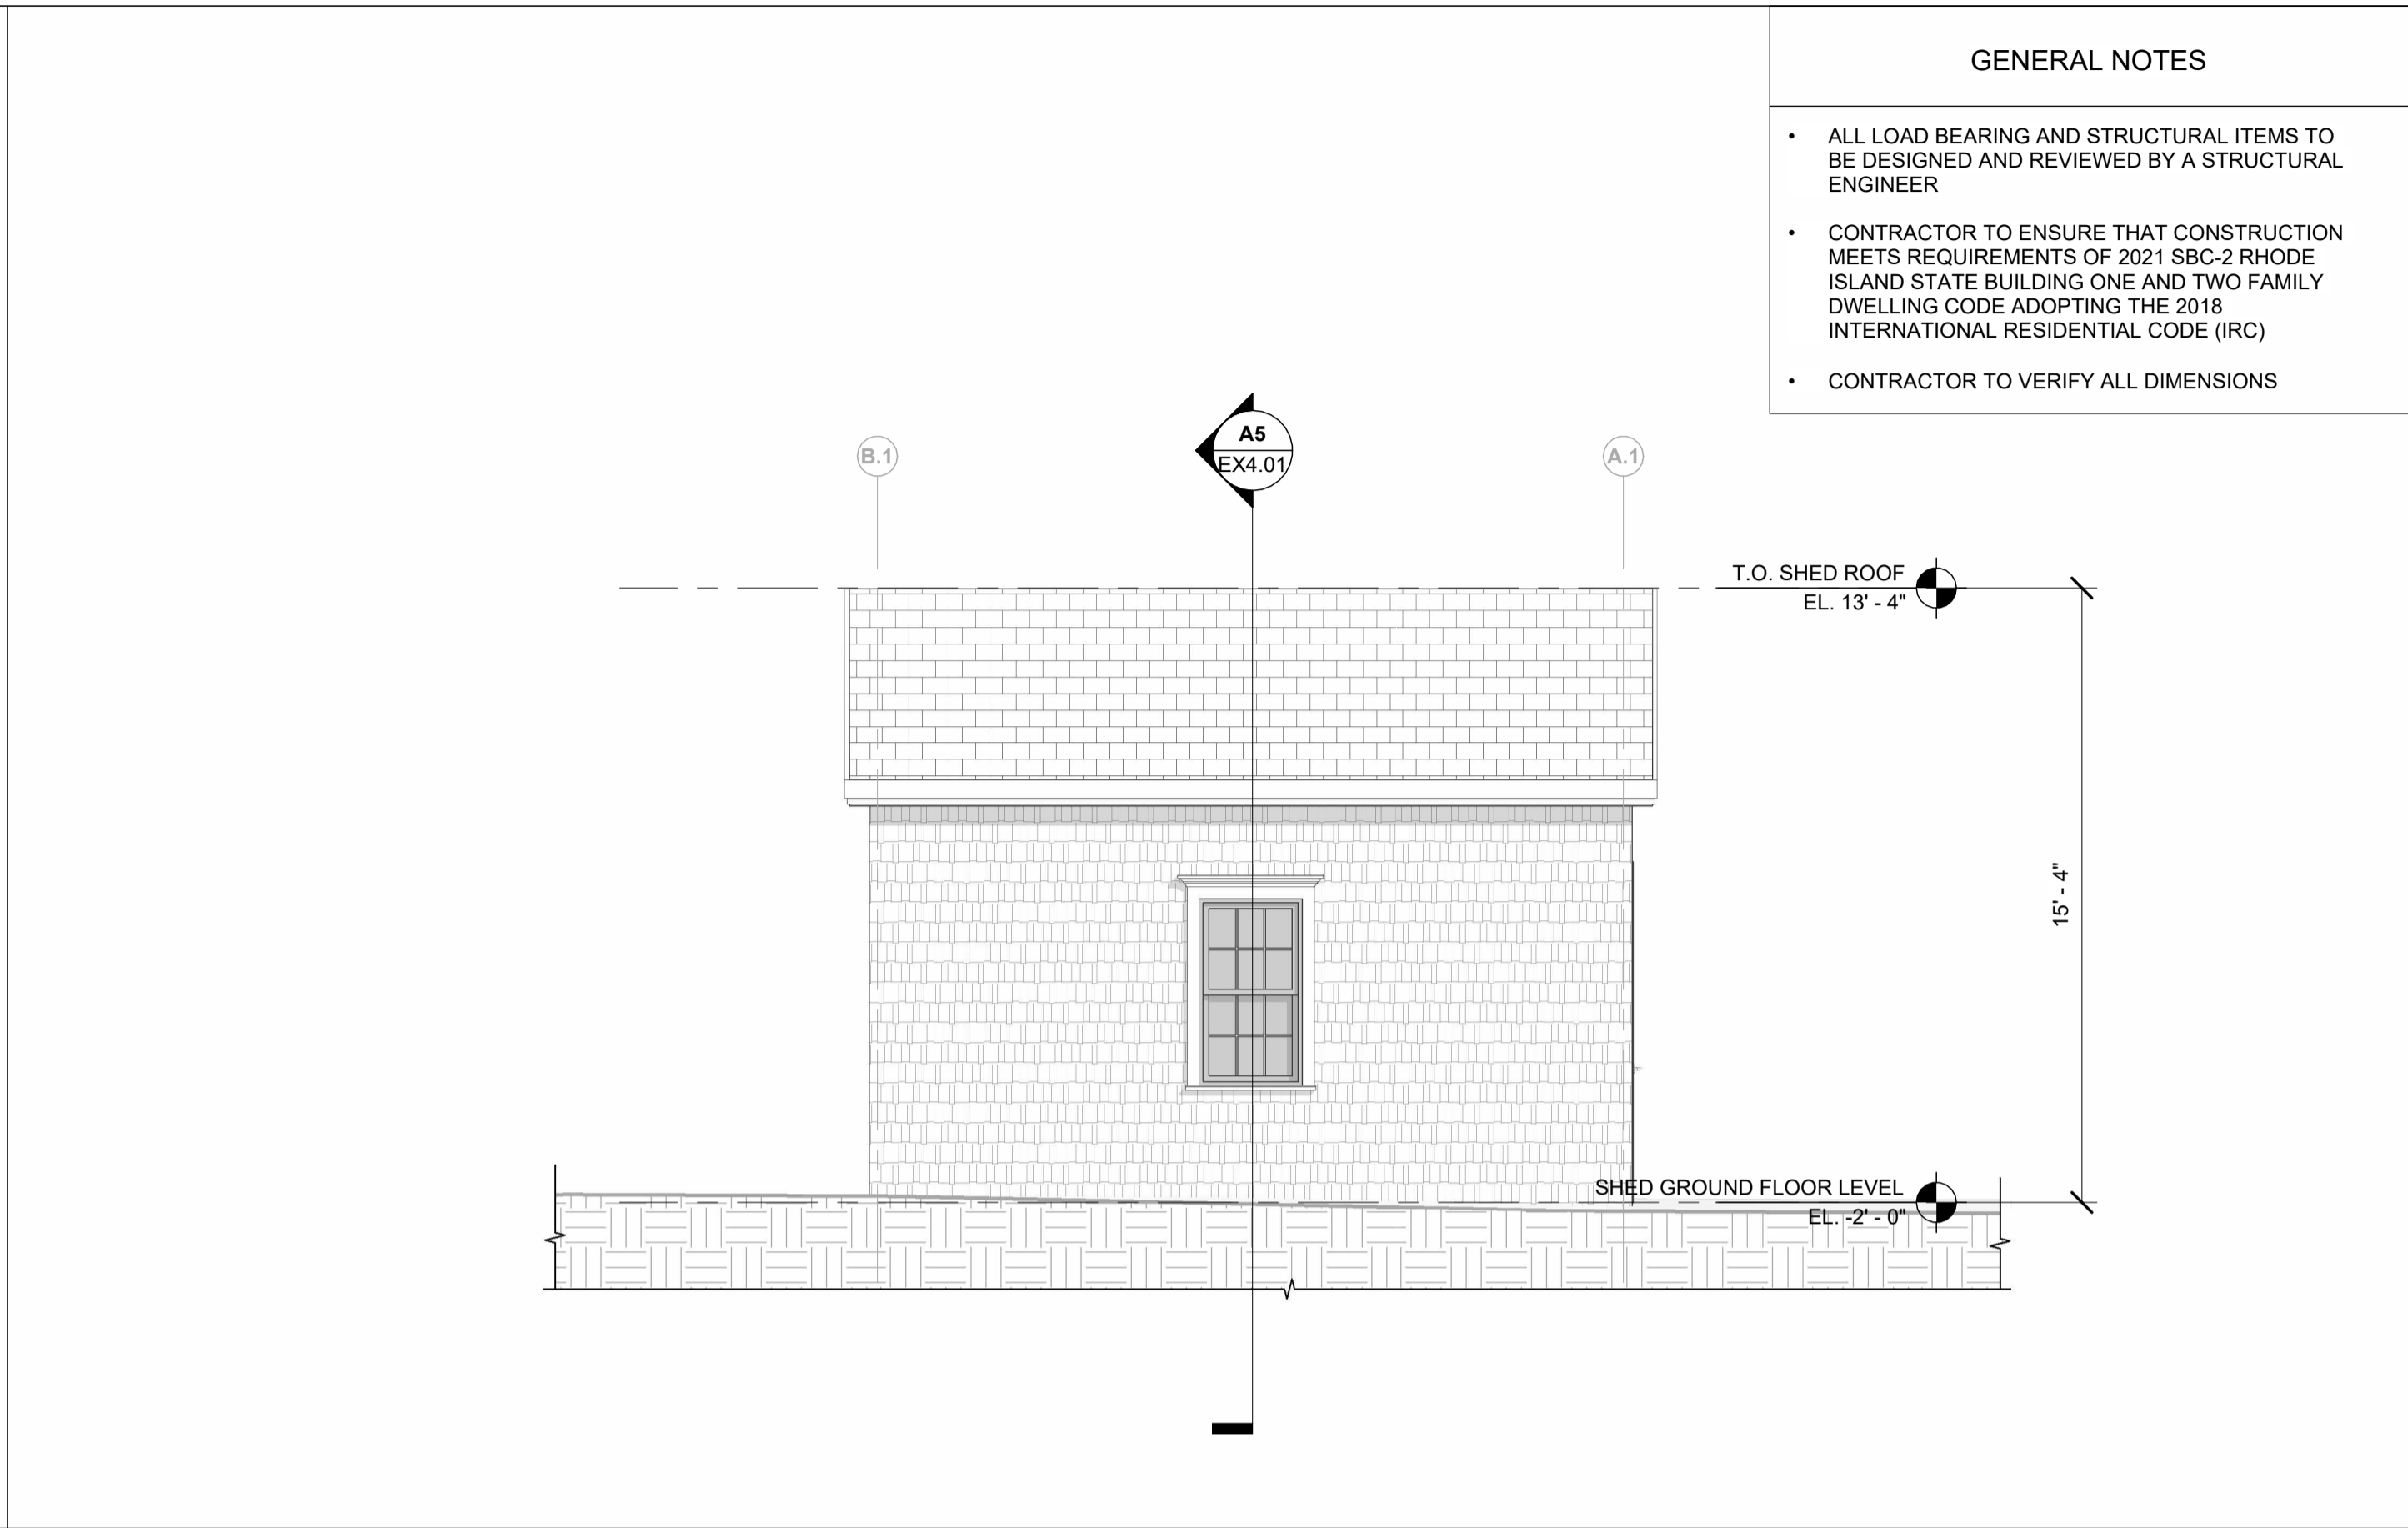 GENERAL NOTES
• ALL LOAD BEARING AND STRUCTURAL ITEMS TO
BE DESIGNED AND REVIEWED BY A STRUCTURAL
ENGINEER
• CONTRACTOR TO ENSURE THAT CONSTRUCTION
MEETS REQUIREMENTS OF 2021 SBC-2 RHODE
ISLAND STATE BUILDING ONE AND TWO FAMILY
DWELLING CODE ADOPTING THE 2018
INTERNATIONAL RESIDENTIAL CODE (IRC)
• CONTRACTOR TO VERIFY ALL DIMENSIONS
B.1
A5
EX4.01
A.1
T.O. SHED ROOF
EL. 13' - 4"
15' - 4"
SHED GROUND FLOOR LEVEL
EL. -2' - 0"